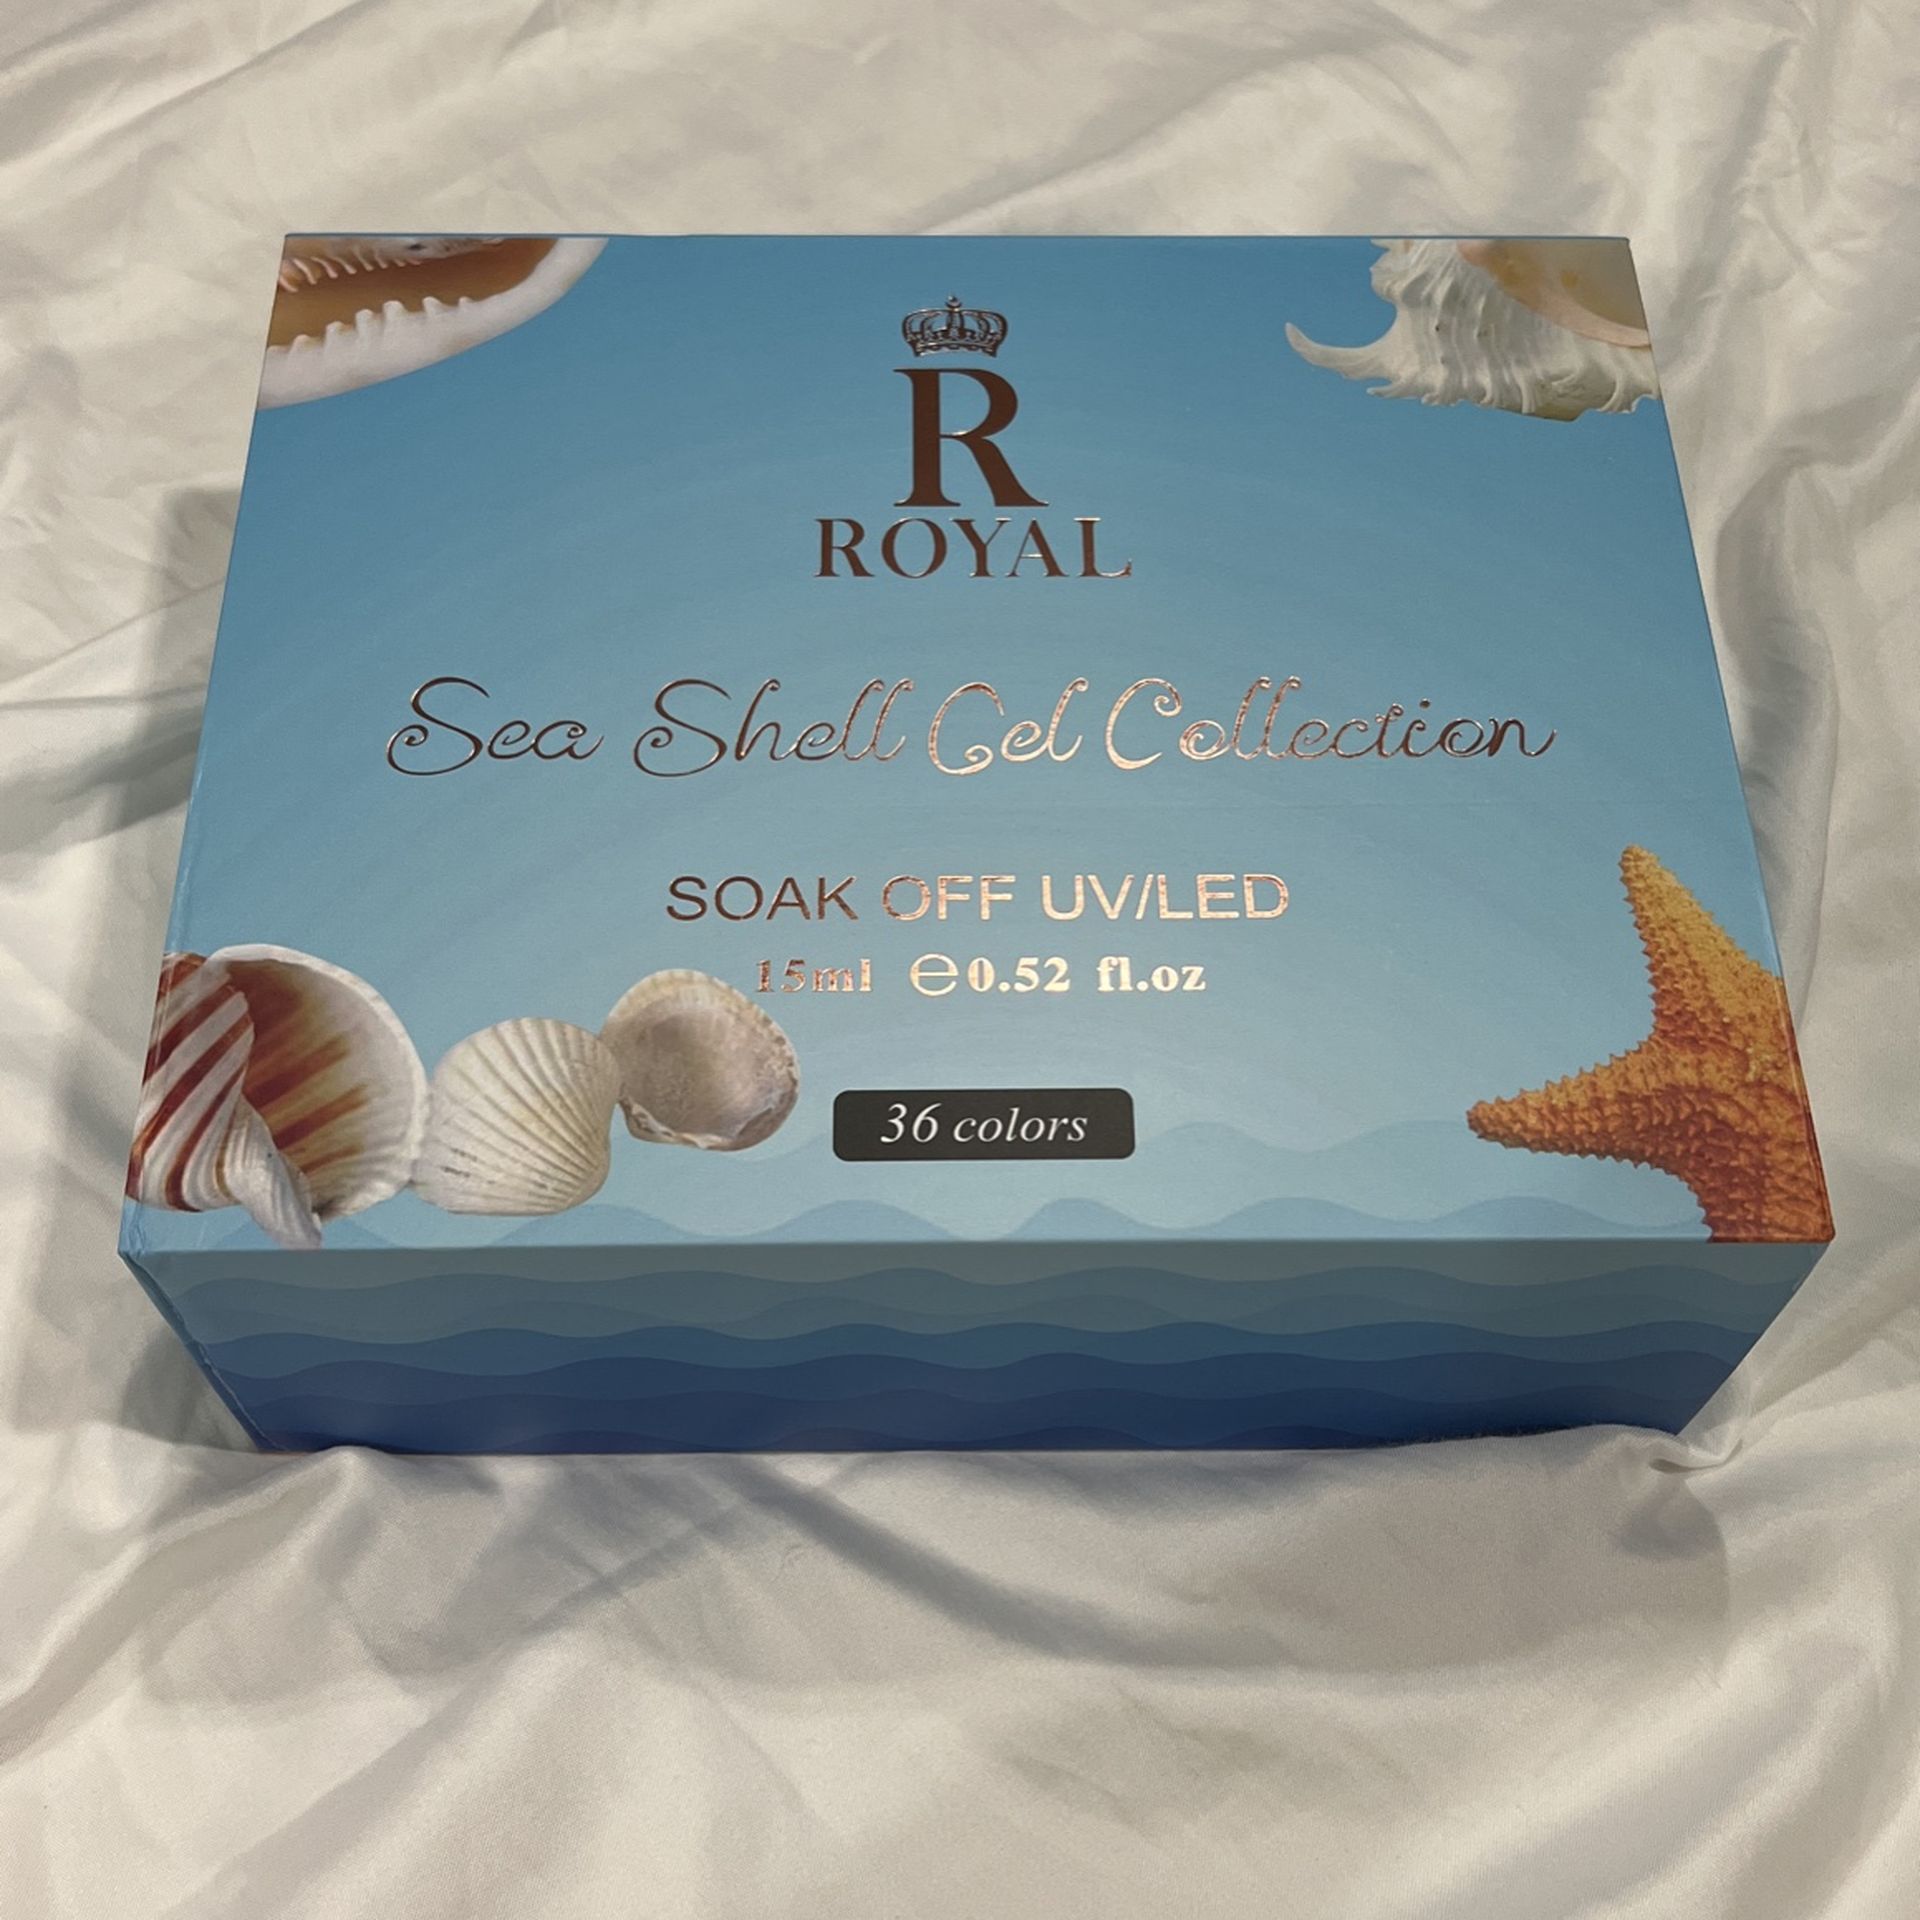 R
ROYAL
Sea Shell Gel Collection
SOAK OFF UV/LED
15ml ℮0.52 fl.oz
36 colors